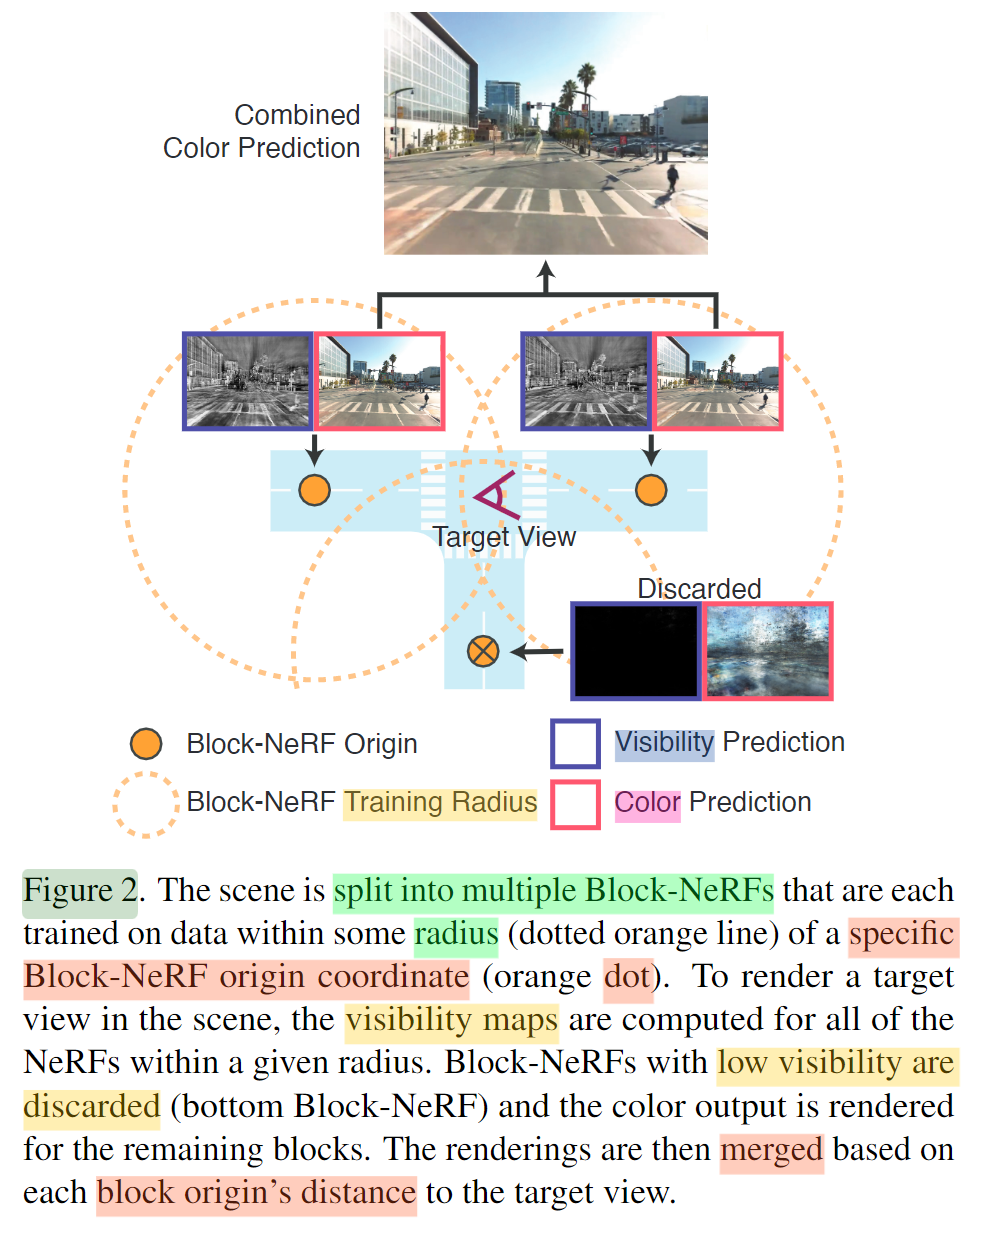 Combined
Color Prediction
Target View
Discarded
Block-NeRF Origin
Visibility Prediction
Block-NeRF Training Radius
Color Prediction
Figure 2. The scene is split into multiple Block-NeRFs that are each
trained on data within some radius (dotted orange line) of a specific
Block-NeRF origin coordinate (orange dot). To render a target
view in the scene, the visibility maps are computed for all of the
NeRFs within a given radius. Block-NeRFs with low visibility are
discarded (bottom Block-NeRF) and the color output is rendered
for the remaining blocks. The renderings are then merged based on
each block origin’s distance to the target view.